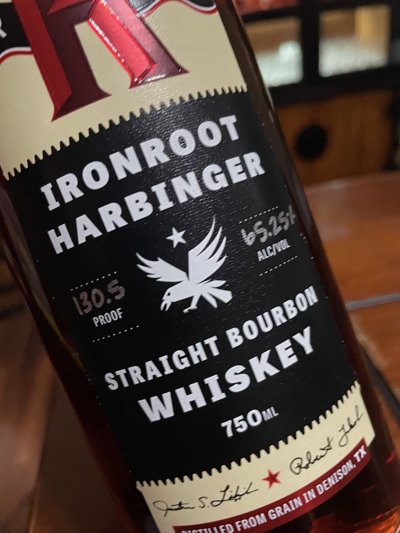 R
IRONROOT
HARBINGER
130.5
PROOF
65.25%
ALC/VOL
STRAIGHT BOURBON
WHISKEY
750ML
DISTILLED FROM GRAIN IN DENISON, TX